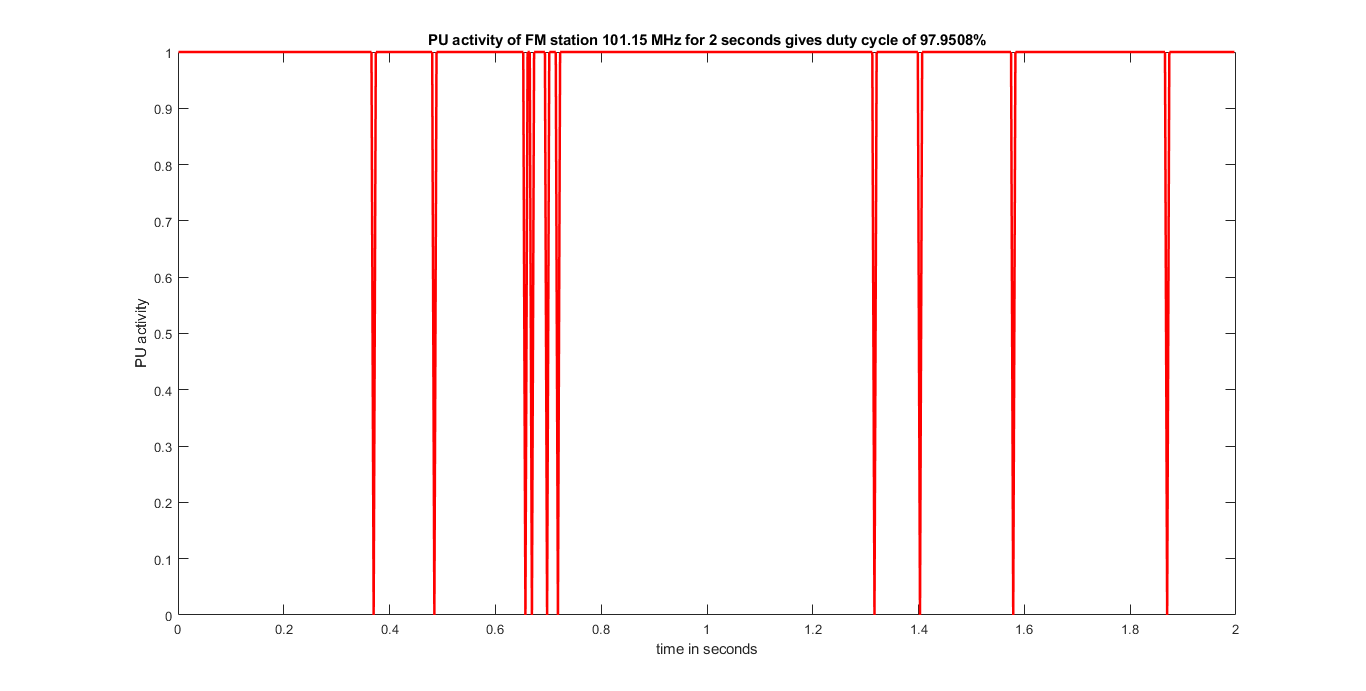 PU activity of FM station 101.15 MHz for 2 seconds gives duty cycle of 97.9508%
1
0.9
0.8
0.7
0.6
0.5
0.4
0.3
0.2
0.1
0
PU activity
0 0.2 0.4 0.6 0.8 1 1.2 1.4 1.6 1.8 2
time in seconds